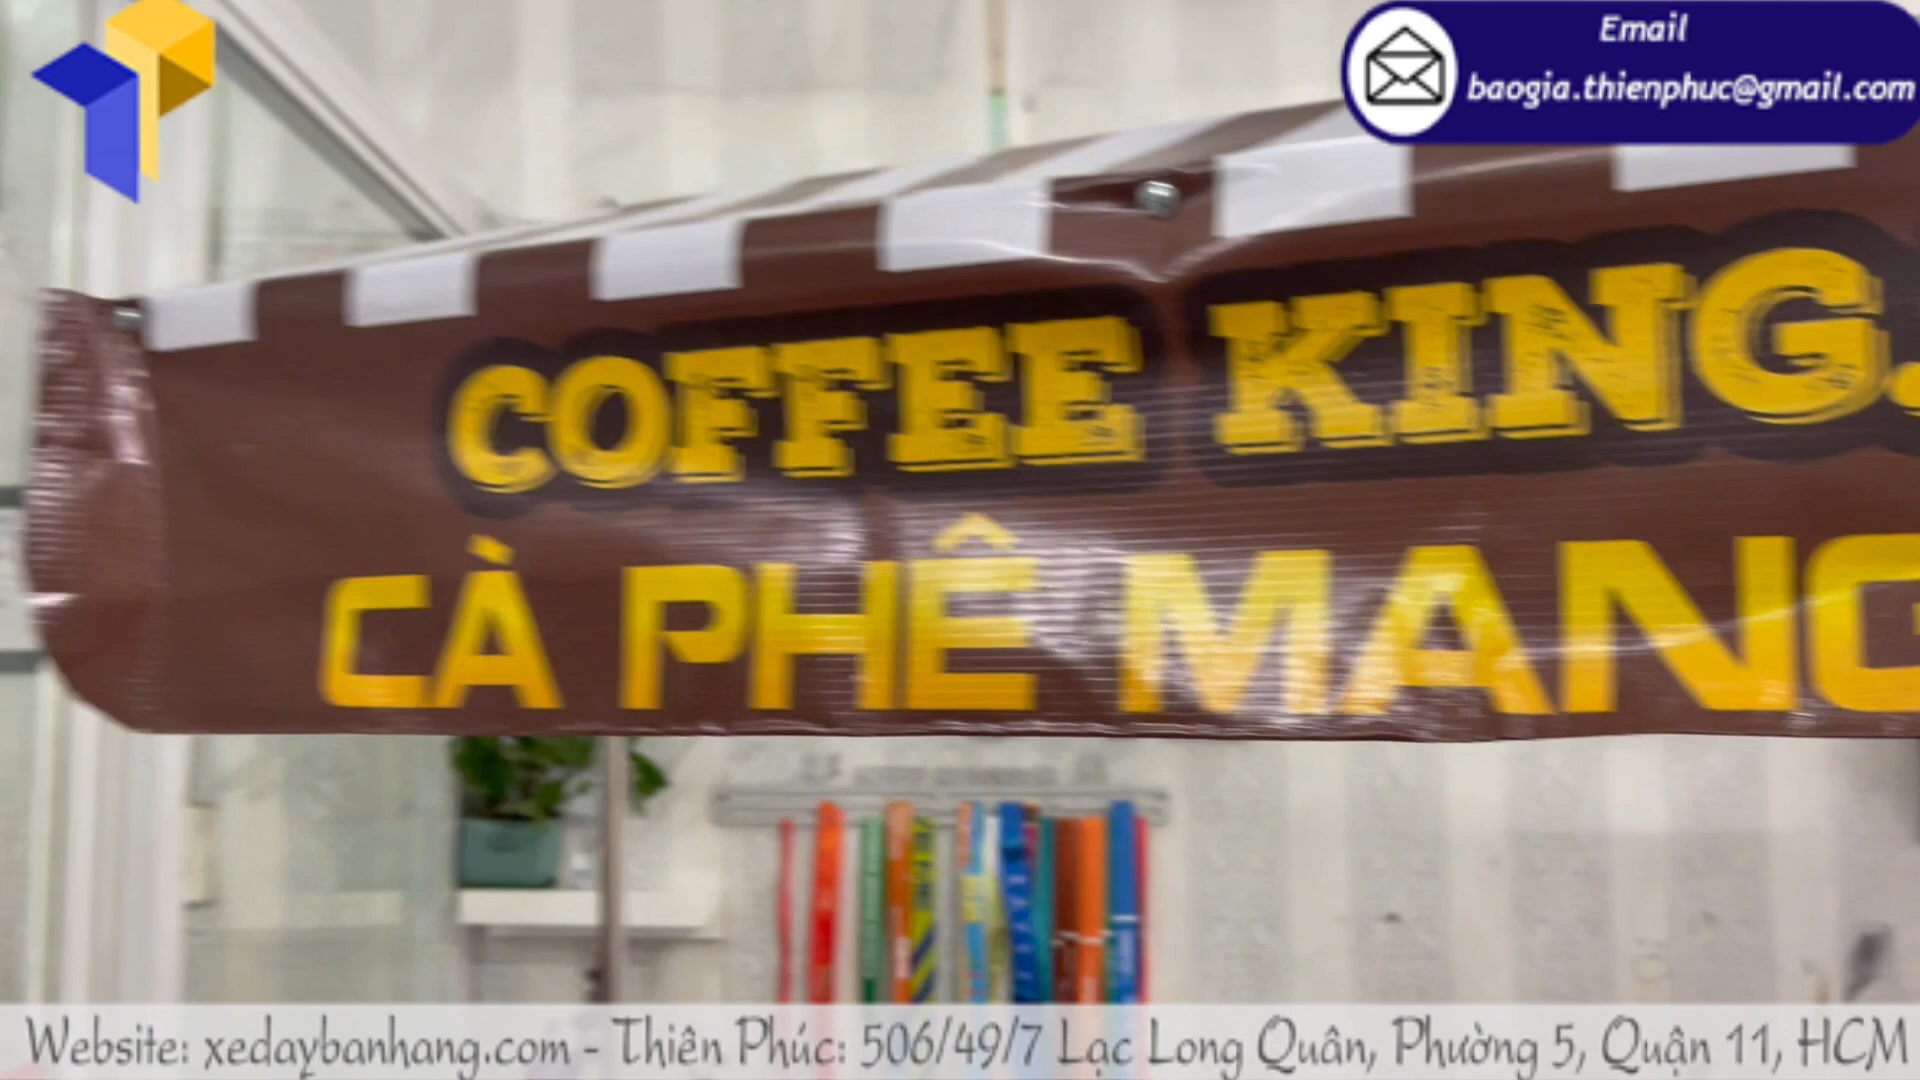 Email
baogia.thienphuc@gmail.com
COFFEE KING.
CÀ PHÊ MANG
Website: xedaybanhang.com - Thiên Phúc: 506/49/7 Lạc Long Quân, Phường 5, Quận 11, HCM